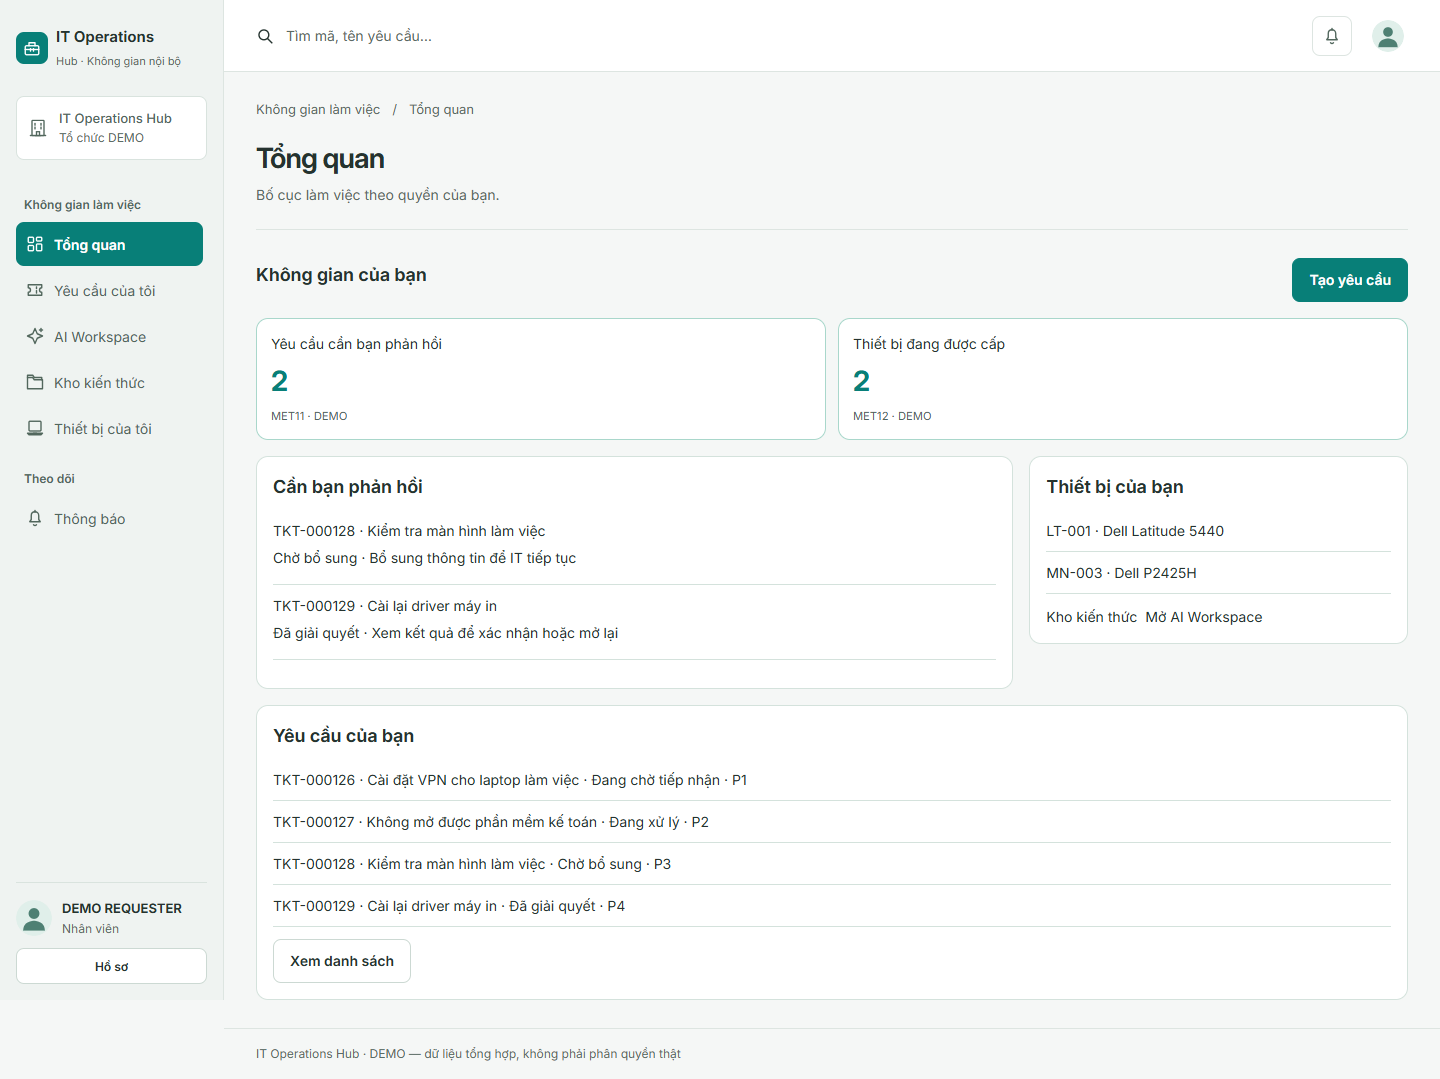 IT Operations
Hub · Không gian nội bộ
Tìm mã, tên yêu cầu...
IT Operations Hub
Tổ chức DEMO
Không gian làm việc
Tổng quan
Yêu cầu của tôi
AI Workspace
Kho kiến thức
Thiết bị của tôi
Theo dõi
Thông báo
DEMO REQUESTER
Nhân viên
Hồ sơ
Không gian làm việc / Tổng quan
Tổng quan
Bố cục làm việc theo quyền của bạn.
Không gian của bạn
Tạo yêu cầu
Yêu cầu cần bạn phản hồi
2
MET11 · DEMO
Thiết bị đang được cấp
2
MET12 · DEMO
Cần bạn phản hồi
TKT-000128 · Kiểm tra màn hình làm việc
Chờ bổ sung · Bổ sung thông tin để IT tiếp tục
TKT-000129 · Cài lại driver máy in
Đã giải quyết · Xem kết quả để xác nhận hoặc mở lại
Thiết bị của bạn
LT-001 · Dell Latitude 5440
MN-003 · Dell P2425H
Kho kiến thức Mở AI Workspace
Yêu cầu của bạn
TKT-000126 · Cài đặt VPN cho laptop làm việc · Đang chờ tiếp nhận · P1
TKT-000127 · Không mở được phần mềm kế toán · Đang xử lý · P2
TKT-000128 · Kiểm tra màn hình làm việc · Chờ bổ sung · P3
TKT-000129 · Cài lại driver máy in · Đã giải quyết · P4
Xem danh sách
IT Operations Hub · DEMO — dữ liệu tổng hợp, không phải phân quyền thật